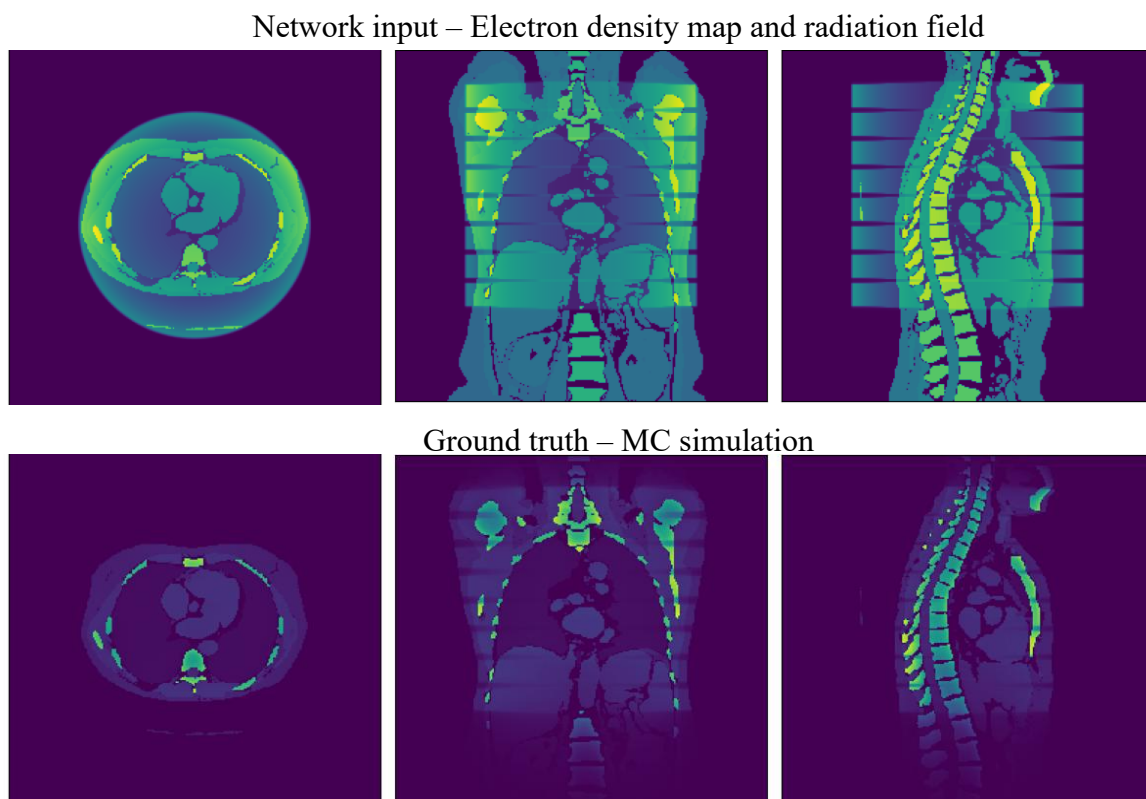 Network input – Electron density map and radiation field
Ground truth – MC simulation